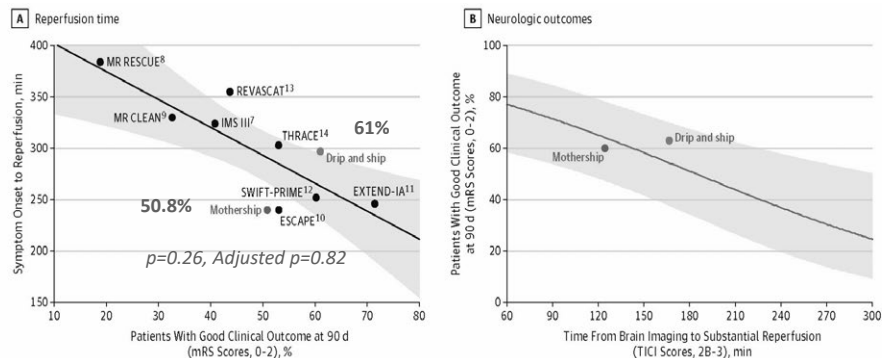 A Reperfusion time
400
350
300
250
200
150
Symptom Onset to Reperfusion, min
MR RESCUE8
REVASCAT13
MR CLEAN9
IMS III7
THRACE14
61%
Drip and ship
SWIFT-PRIME12
EXTEND-IA11
50.8%
Mothership
ESCAPE10
p=0.26, Adjusted p=0.82
10 20 30 40 50 60 70 80
Patients With Good Clinical Outcome at 90 d
(mRS Scores, 0-2), %
B Neurologic outcomes
100
80
60
40
20
0
Patients With Good Clinical Outcome
at 90 d (mRS Scores, 0-2), %
Drip and ship
Mothership
60 90 120 150 180 210 240 270 300
Time From Brain Imaging to Substantial Reperfusion
(TICI Scores, 2B-3), min